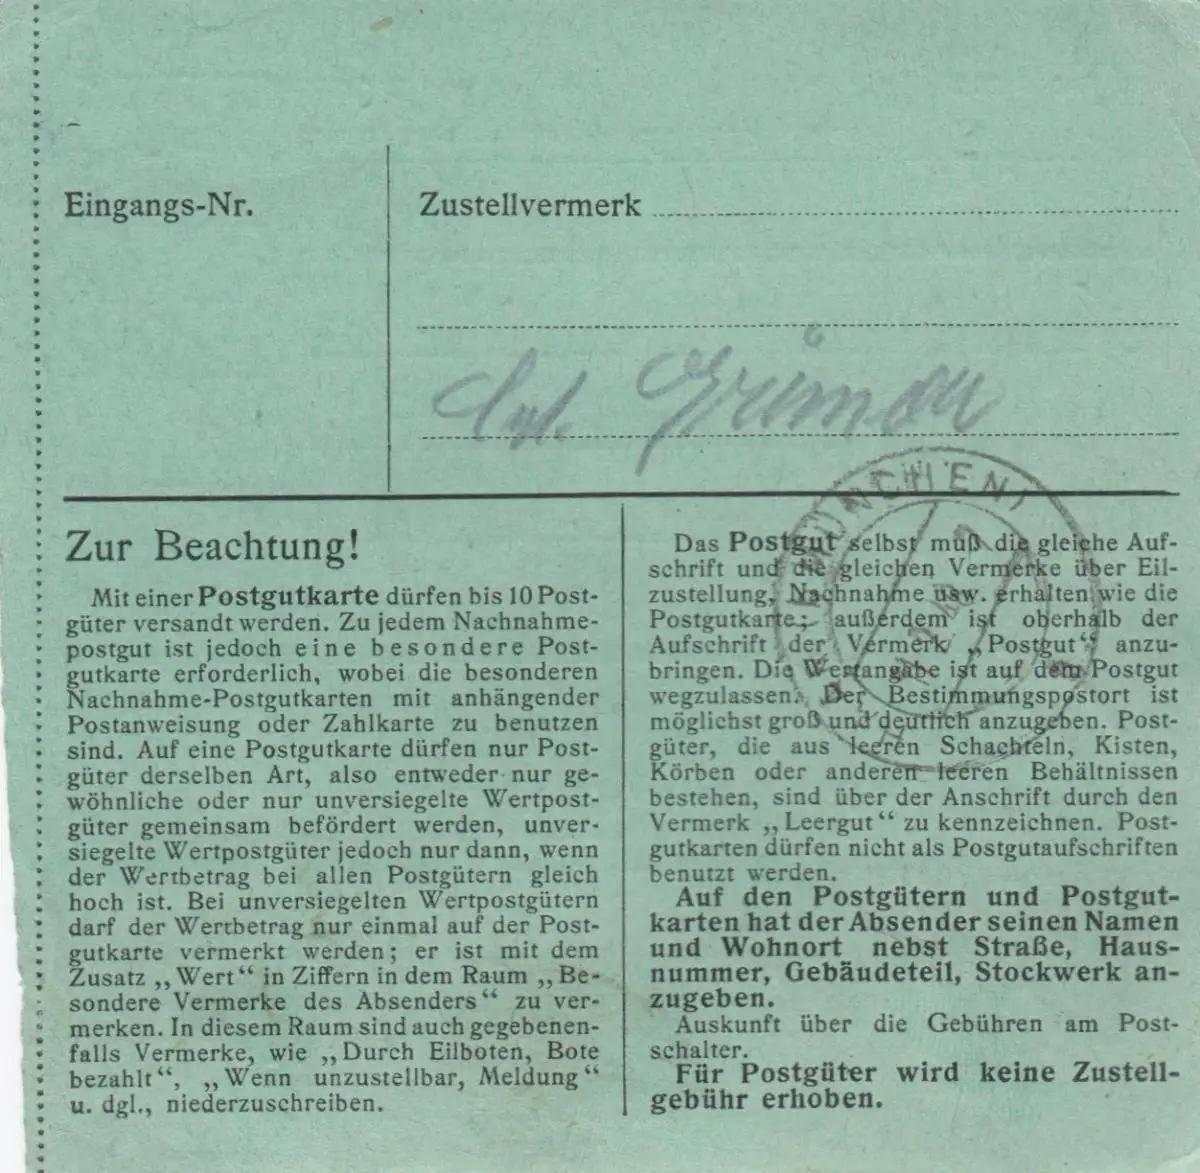 Eingangs-Nr.
Zustellvermerk
Zur Beachtung!
Mit einer Postgutkarte dürfen bis 10 Post-
güter versandt werden. Zu jedem Nachnahme-
postgut ist jedoch eine besondere Post-
gutkarte erforderlich, wobei die besonderen
Nachnahme-Postgutkarten mit anhängender
Postanweisung oder Zahlkarte zu benutzen
sind. Auf eine Postgutkarte dürfen nur Post-
güter derselben Art, also entweder nur ge-
wöhnliche oder nur unversiegelte Wertpost-
güter gemeinsam befördert werden, unver-
siegelte Wertpostgüter jedoch nur dann, wenn
der Wertbetrag bei allen Postgütern gleich
hoch ist. Bei unversiegelten Wertpostgütern
darf der Wertbetrag nur einmal auf der Post-
gutkarte vermerkt werden; er ist mit dem
Zusatz „Wert“ in Ziffern in dem Raum „Be-
sondere Vermerke des Absenders“ zu ver-
merken. In diesem Raum sind auch gegebenen-
falls Vermerke, wie „Durch Eilboten, Bote
bezahlt“, „Wenn unzustellbar, Meldung“
u. dgl., niederzuschreiben.
Das Postgut selbst muß die gleiche Auf-
schrift und die gleichen Vermerke über Eil-
zustellung, Nachnahme usw. erhalten wie die
Postgutkarte; außerdem ist oberhalb der
Aufschrift der Vermerk „Postgut“ anzu-
bringen. Die Wertangabe ist auf dem Postgut
wegzulassen. Der Bestimmungspostort ist
möglichst groß und deutlich anzugeben. Post-
güter, die aus leeren Schachteln, Kisten,
Körben oder anderen leeren Behältnissen
bestehen, sind über der Anschrift durch den
Vermerk „Leergut“ zu kennzeichnen. Post-
gutkarten dürfen nicht als Postgutaufschriften
benutzt werden.
Auf den Postgütern und Postgut-
karten hat der Absender seinen Namen
und Wohnort nebst Straße, Haus-
nummer, Gebäudeteil, Stockwerk an-
zugeben.
Auskunft über die Gebühren am Post-
schalter.
Für Postgüter wird keine Zustell-
gebühr erhoben.
MÜNCHEN